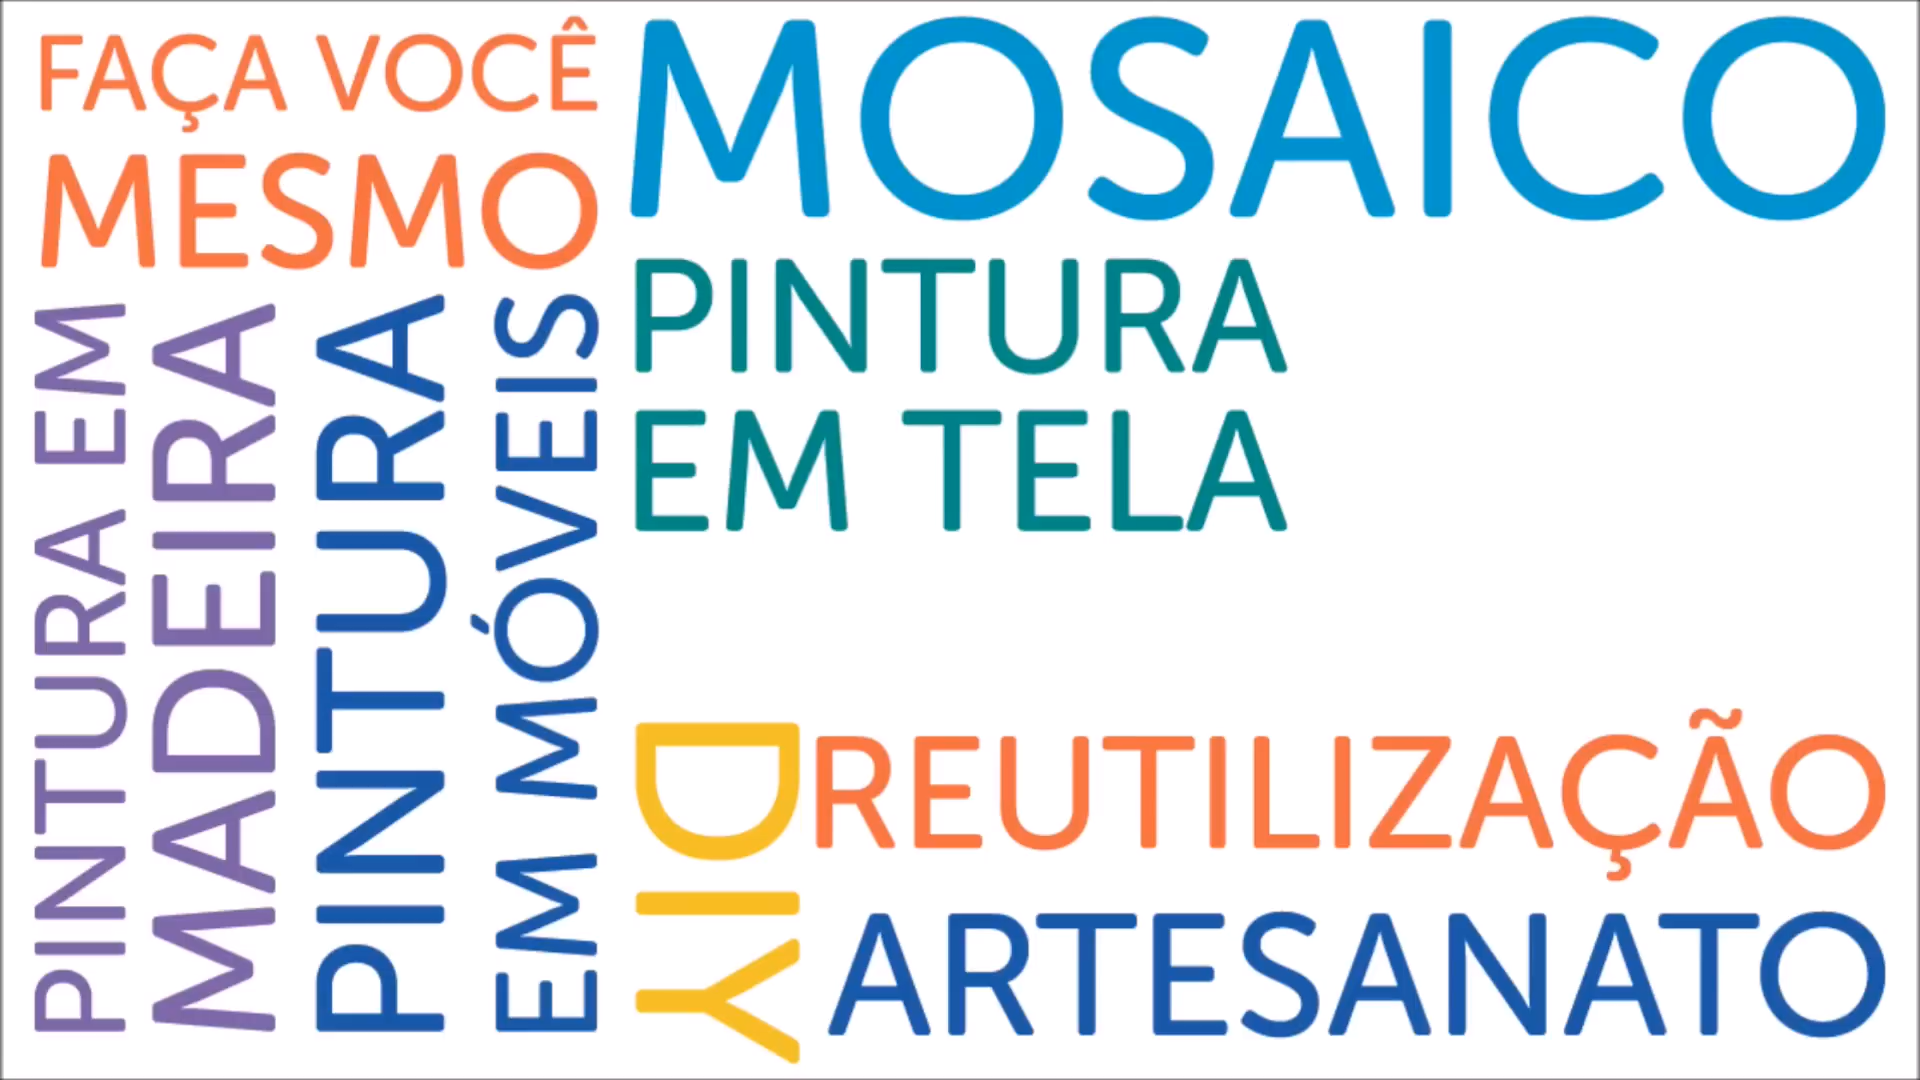 FAÇA VOCÊ
MESMO
MOSAICO
PINTURA
EM TELA
PINTURA EM
MADEIRA
PINTURA
EM MÓVEIS
DIY
REUTILIZAÇÃO
ARTESANATO